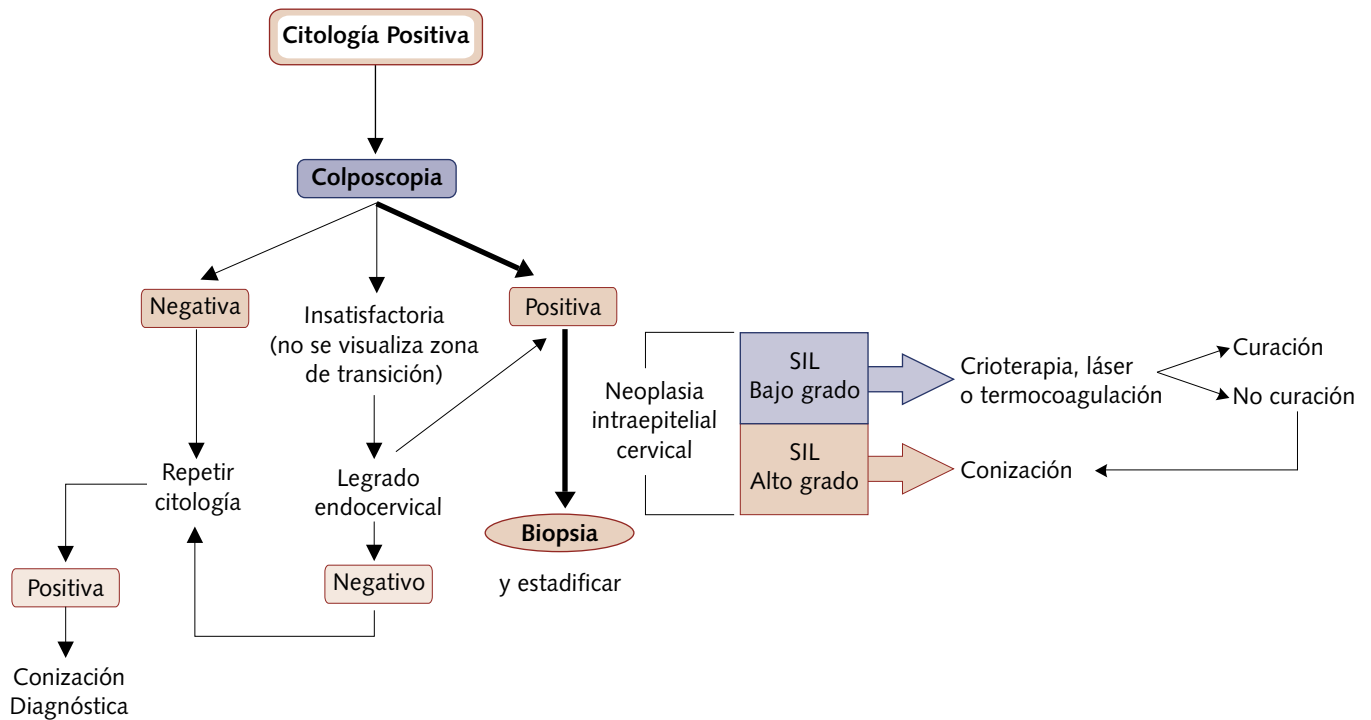 Citología Positiva
Colposcopia
Negativa
Insatisfactoria
(no se visualiza zona
de transición)
Positiva
Neoplasia
intraepitelial
cervical
SIL
Bajo grado
Crioterapia, láser
o termocoagulación
Curación
No curación
SIL
Alto grado
Conización
Repetir
citología
Legrado
endocervical
Biopsia
y estadificar
Positiva
Negativo
Conización
Diagnóstica